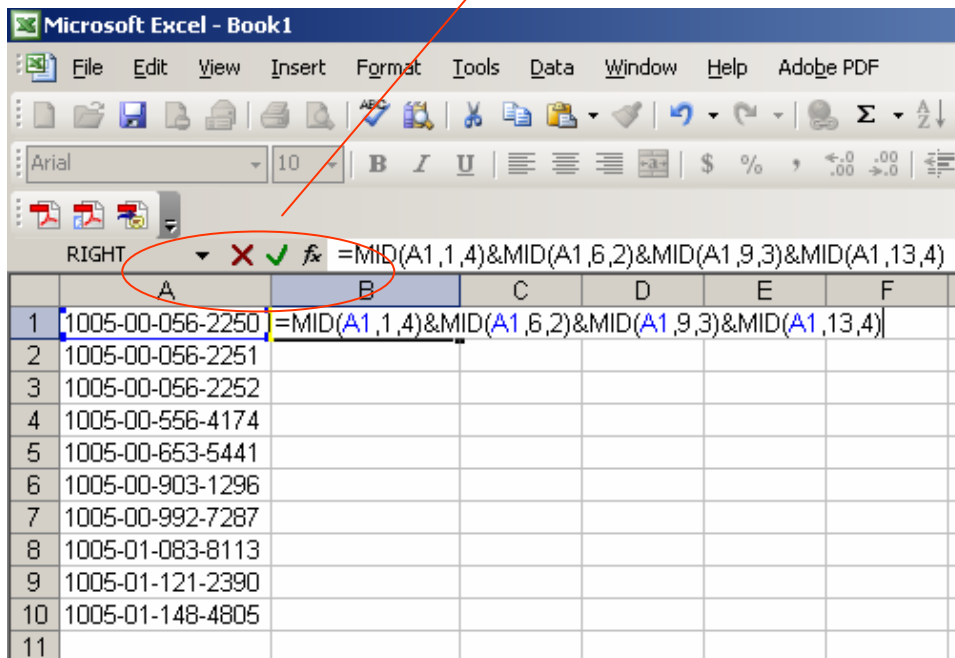 Microsoft Excel - Book1
File Edit View Insert Format Tools Data Window Help Adobe PDF
ABC Σ A Z
Arial 10 B I U a $ % , .0 .00 .00 .0
RIGHT fx =MID(A1,1,4)&MID(A1,6,2)&MID(A1,9,3)&MID(A1,13,4)
A B C D E F
1 1005-00-056-2250 =MID(A1,1,4)&MID(A1,6,2)&MID(A1,9,3)&MID(A1,13,4)
2 1005-00-056-2251
3 1005-00-056-2252
4 1005-00-556-4174
5 1005-00-653-5441
6 1005-00-903-1296
7 1005-00-992-7287
8 1005-01-083-8113
9 1005-01-121-2390
10 1005-01-148-4805
11